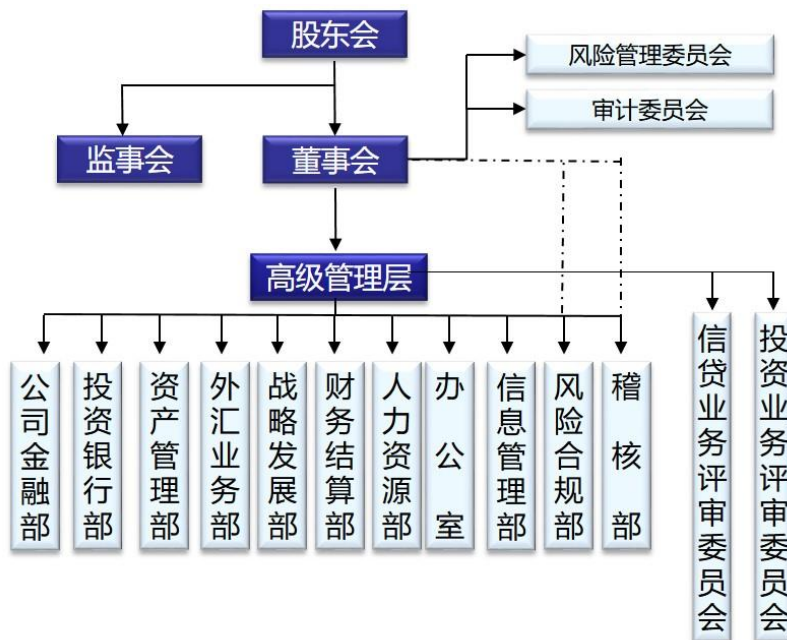 股东会
风险管理委员会
审计委员会
监事会
董事会
高级管理层
公司金融部
投资银行部
资产管理部
外汇业务部
战略发展部
财务结算部
人力资源部
办公室
信息管理部
风险合规部
稽核部
信贷业务评审委员会
投资业务评审委员会